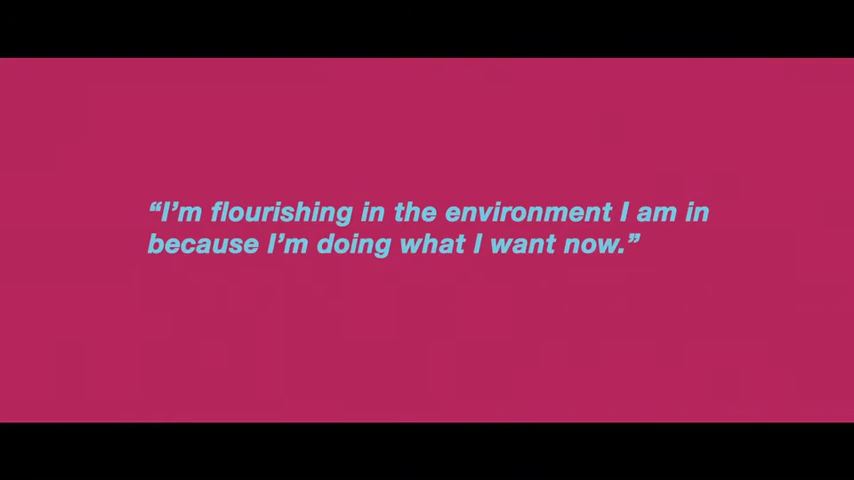 “I’m flourishing in the environment I am in
because I’m doing what I want now.”